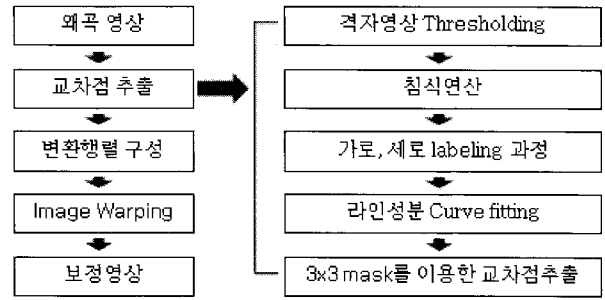 왜곡 영상
교차점 추출
변환행렬 구성
Image Warping
보정영상
격자영상 Thresholding
침식연산
가로, 세로 labeling 과정
라인성분 Curve fitting
3x3 mask를 이용한 교차점추출